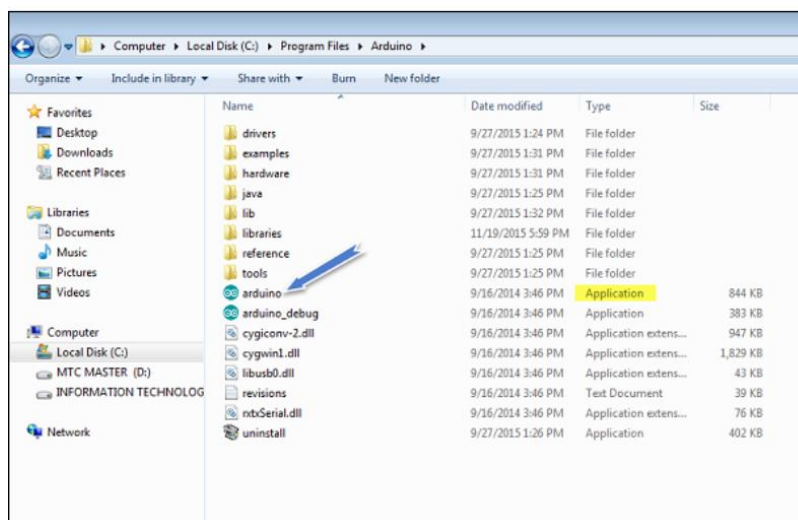 Computer ▸ Local Disk (C:) ▸ Program Files ▸ Arduino ▸
Organize Include in library Share with Burn New folder
Favorites
Desktop
Downloads
Recent Places
Libraries
Documents
Music
Pictures
Videos
Computer
Local Disk (C:)
MTC MASTER (D:)
INFORMATION TECHNOLOG
Network
Name Date modified Type Size
drivers 9/27/2015 1:24 PM File folder
examples 9/27/2015 1:31 PM File folder
hardware 9/27/2015 1:31 PM File folder
java 9/27/2015 1:25 PM File folder
lib 9/27/2015 1:32 PM File folder
libraries 11/19/2015 5:59 PM File folder
reference 9/27/2015 1:25 PM File folder
tools 9/27/2015 1:25 PM File folder
arduino 9/16/2014 3:46 PM Application 844 KB
arduino_debug 9/16/2014 3:46 PM Application 383 KB
cygiconv-2.dll 9/16/2014 3:46 PM Application extens... 947 KB
cygwin1.dll 9/16/2014 3:46 PM Application extens... 1,829 KB
libusb0.dll 9/16/2014 3:46 PM Application extens... 43 KB
revisions 9/16/2014 3:46 PM Text Document 39 KB
rxtxSerial.dll 9/16/2014 3:46 PM Application extens... 76 KB
uninstall 9/27/2015 1:26 PM Application 402 KB